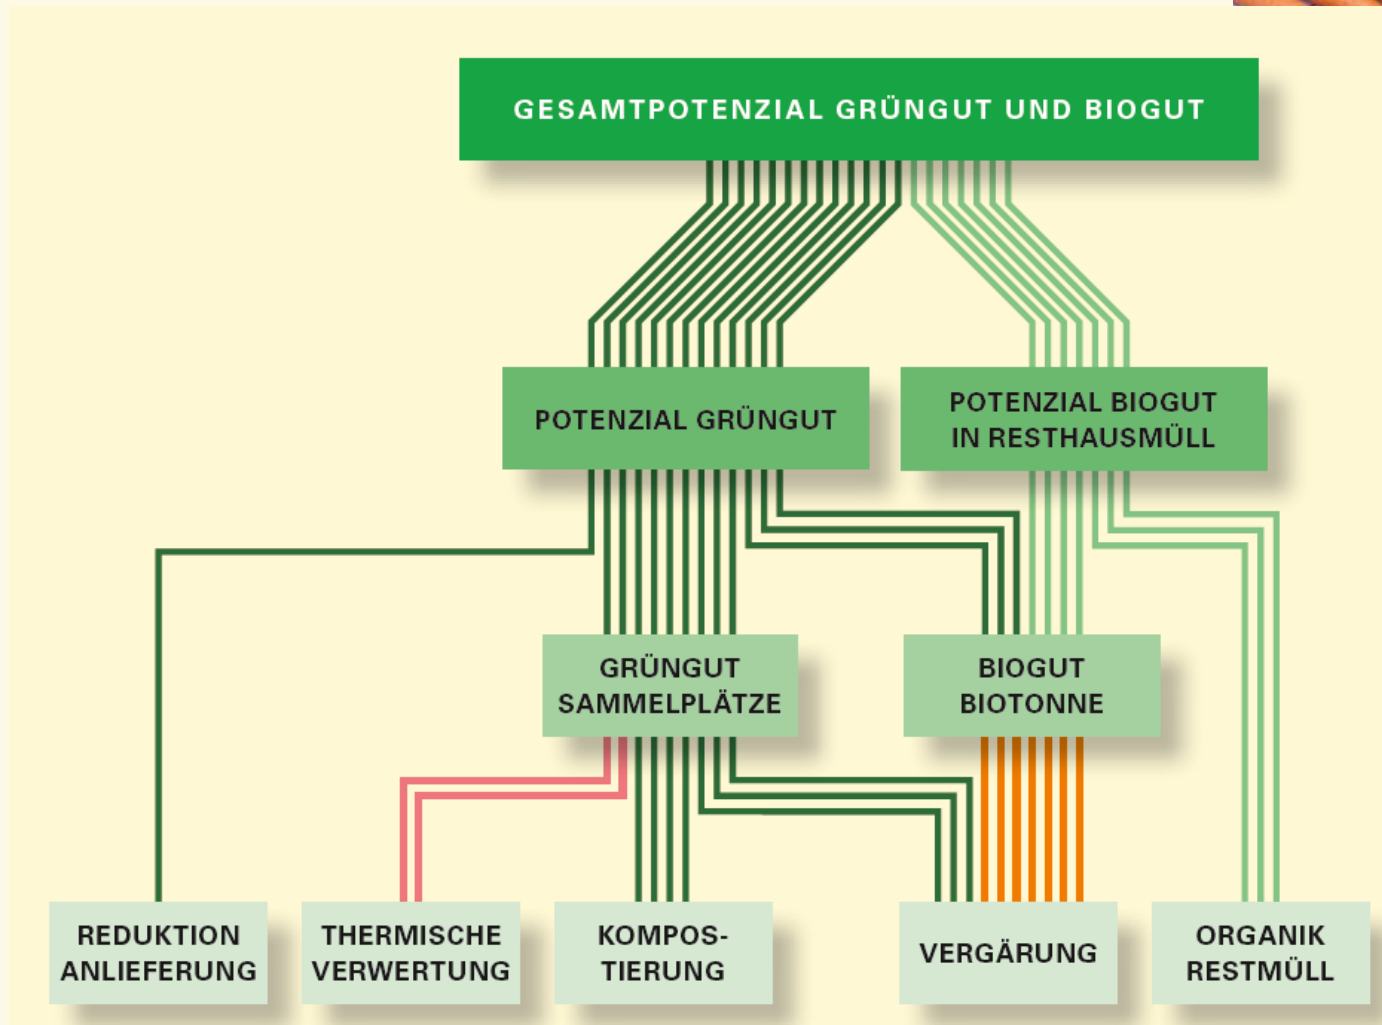 GESAMTPOTENZIAL GRÜNGUT UND BIOGUT
POTENZIAL GRÜNGUT
POTENZIAL BIOGUT
IN RESTHAUSMÜLL
GRÜNGUT
SAMMELPLÄTZE
BIOGUT
BIOTONNE
REDUKTION
ANLIEFERUNG
THERMISCHE
VERWERTUNG
KOMPOS-
TIERUNG
VERGÄRUNG
ORGANIK
RESTMÜLL